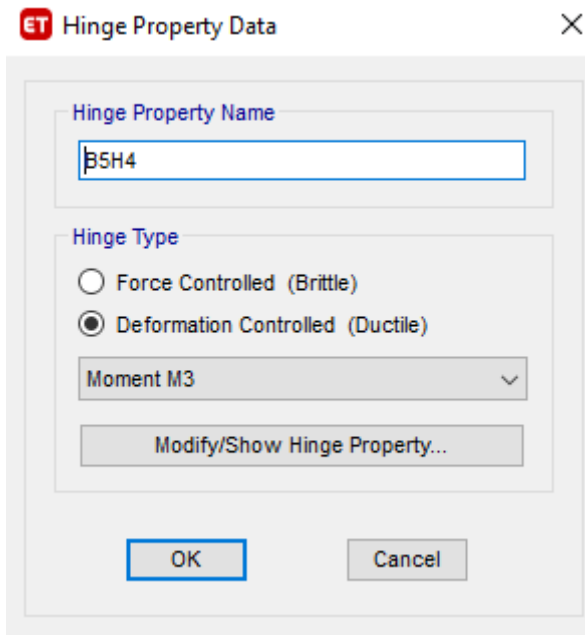 ET Hinge Property Data
Hinge Property Name
B5H4
Hinge Type
Force Controlled (Brittle)
Deformation Controlled (Ductile)
Moment M3
Modify/Show Hinge Property...
OK Cancel